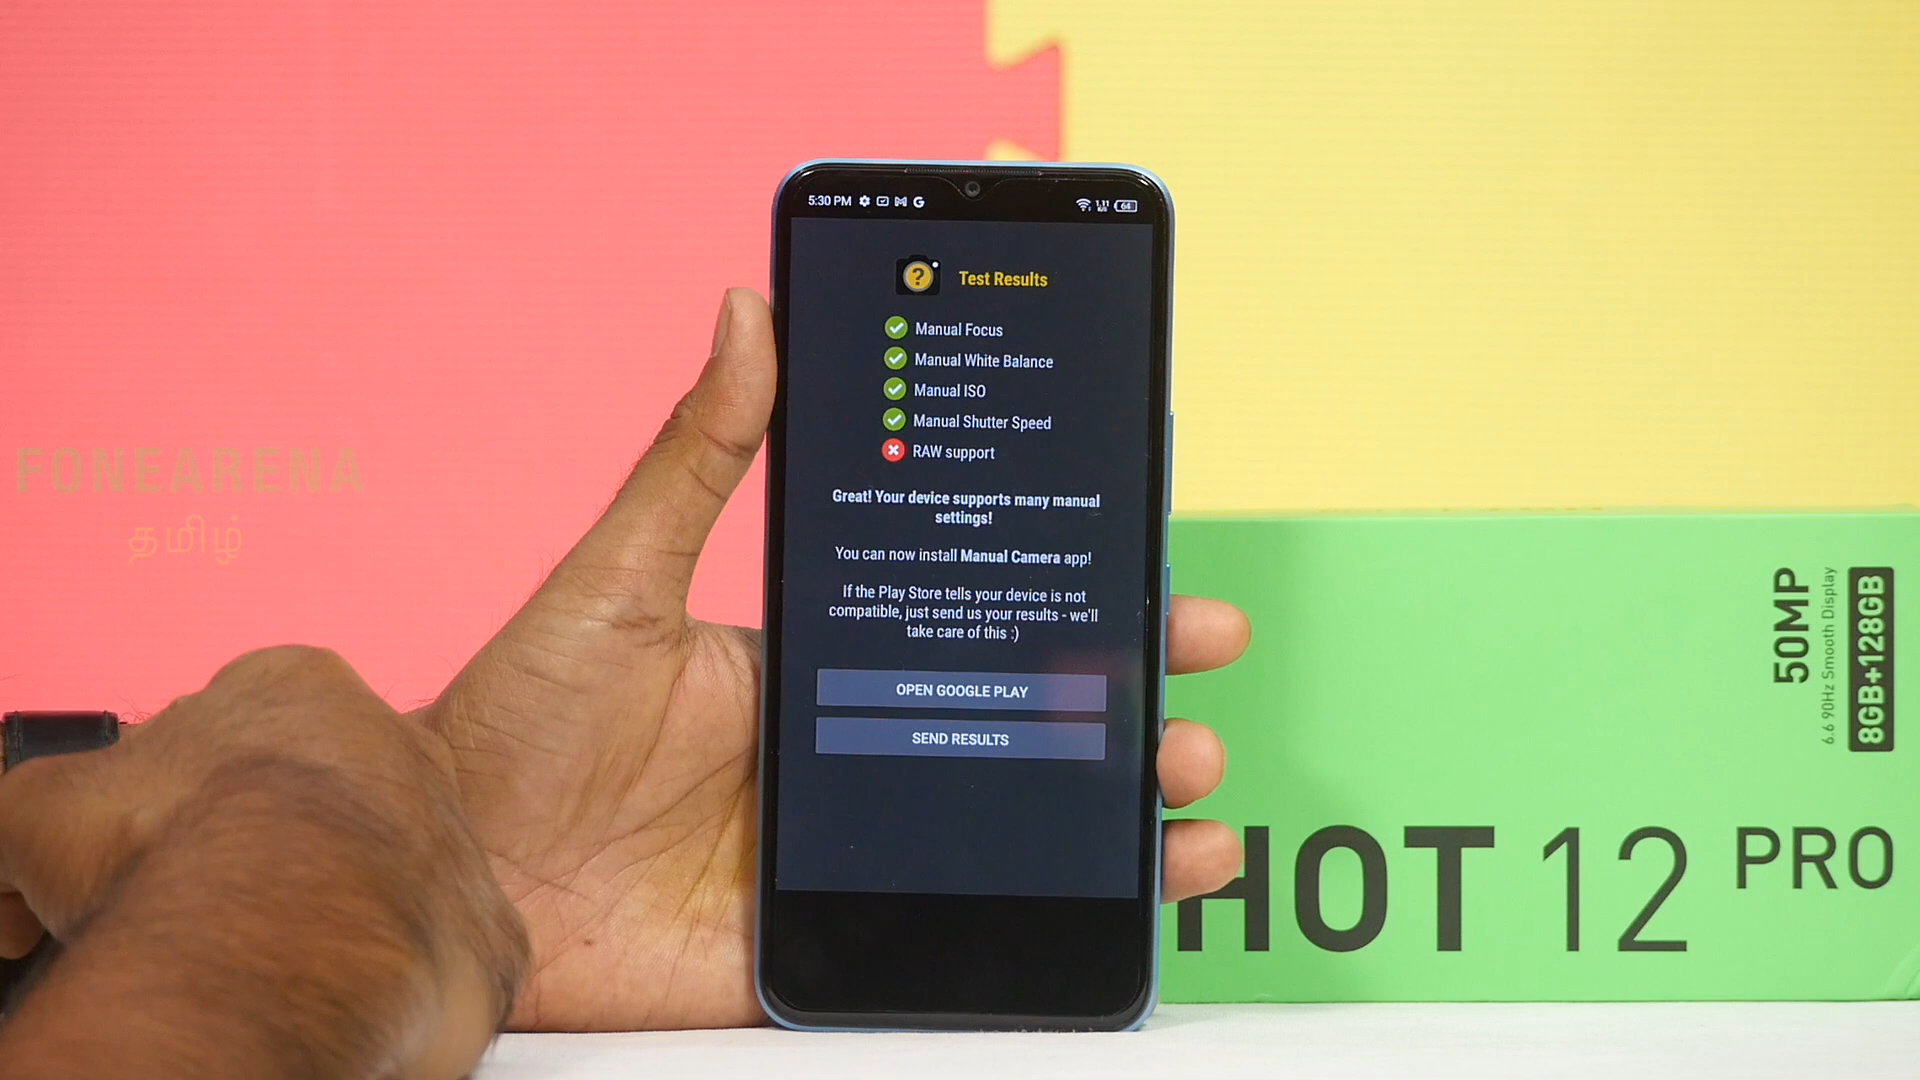 FONEARENA
தமிழ்
5:30 PM
1.11
K/S
64
Test Results
Manual Focus
Manual White Balance
Manual ISO
Manual Shutter Speed
RAW support
Great! Your device supports many manual
settings!
You can now install Manual Camera app!
If the Play Store tells your device is not
compatible, just send us your results - we'll
take care of this :)
OPEN GOOGLE PLAY
SEND RESULTS
50MP
6.6 90Hz Smooth Display
8GB+128GB
HOT 12 PRO